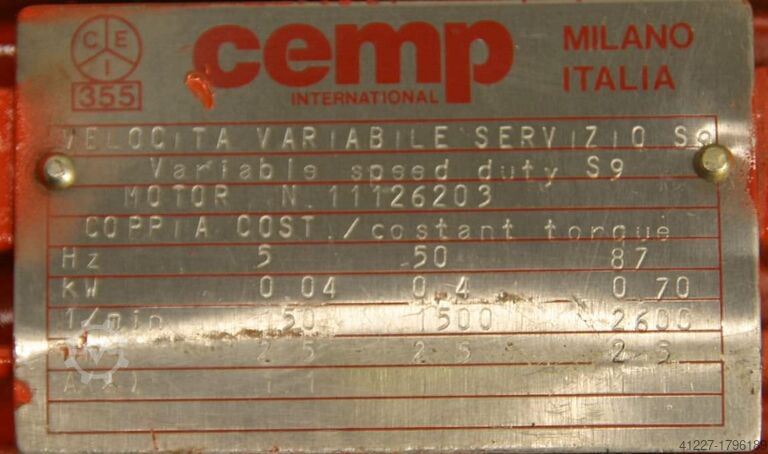 CEI
355
cemp
INTERNATIONAL
MILANO
ITALIA
VELOCITA VARIABILE SERVIZIO S9
Variable speed duty S9
MOTOR N. 11126203
COPPIA COST./costant torque
Hz 5 50 87
KW 0.04 0.4 0.70
1/min 150 1500 2600
2.5 2.5 2.5
41227-1796189